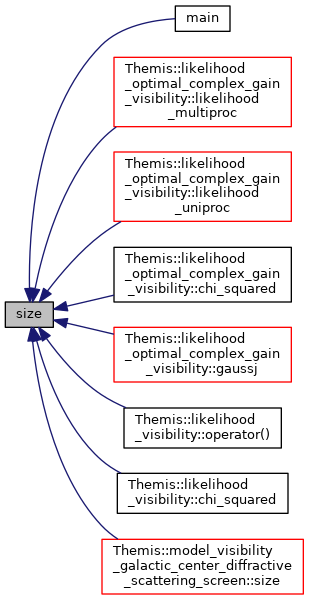 main
Themis::likelihood
_optimal_complex_gain
_visibility::likelihood
_multiproc
Themis::likelihood
_optimal_complex_gain
_visibility::likelihood
_uniproc
Themis::likelihood
_optimal_complex_gain
_visibility::chi_squared
size
Themis::likelihood
_optimal_complex_gain
_visibility::gaussj
Themis::likelihood
_visibility::operator()
Themis::likelihood
_visibility::chi_squared
Themis::model_visibility
_galactic_center_diffractive
_scattering_screen::size